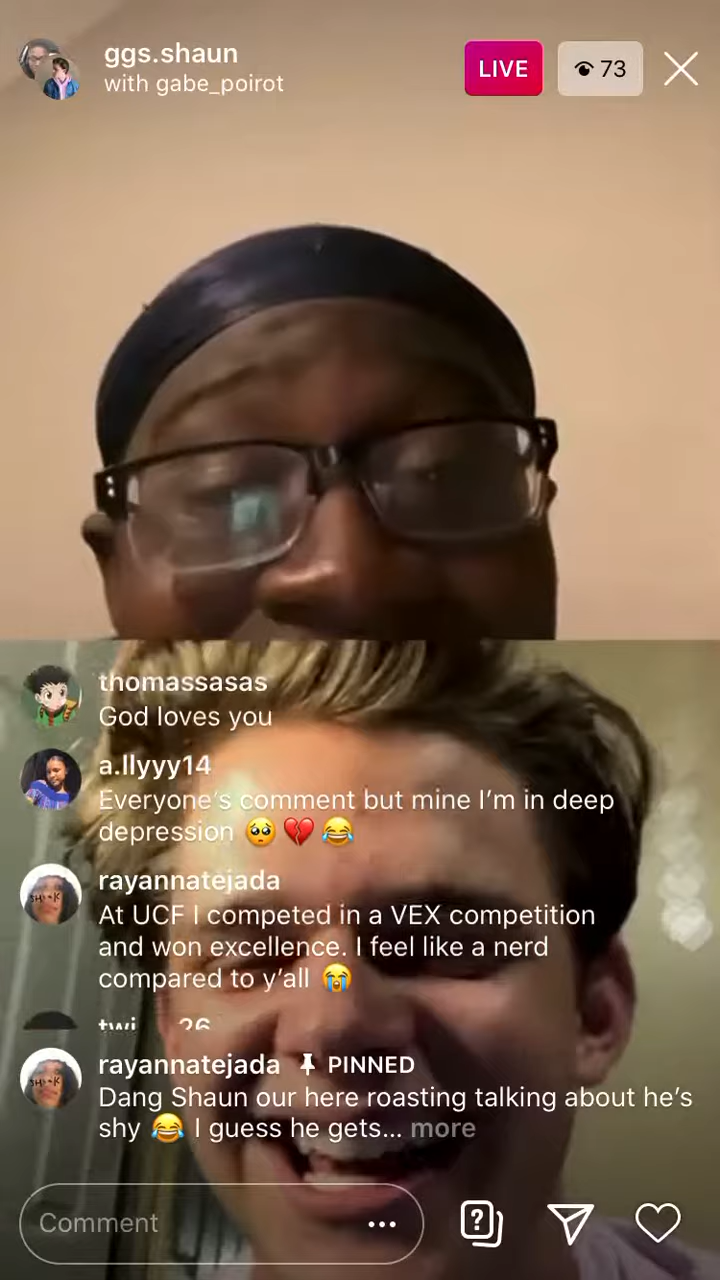 ggs.shaun
with gabe_poirot
LIVE
73
thomassasas
God loves you
a.llyyy14
Everyone's comment but mine I'm in deep
depression 🥺 💔 😂
rayannatejada
At UCF I competed in a VEX competition
and won excellence. I feel like a nerd
compared to y'all 😭
rayannatejada 📌 PINNED
Dang Shaun our here roasting talking about he's
shy 😂 I guess he gets... more
Comment